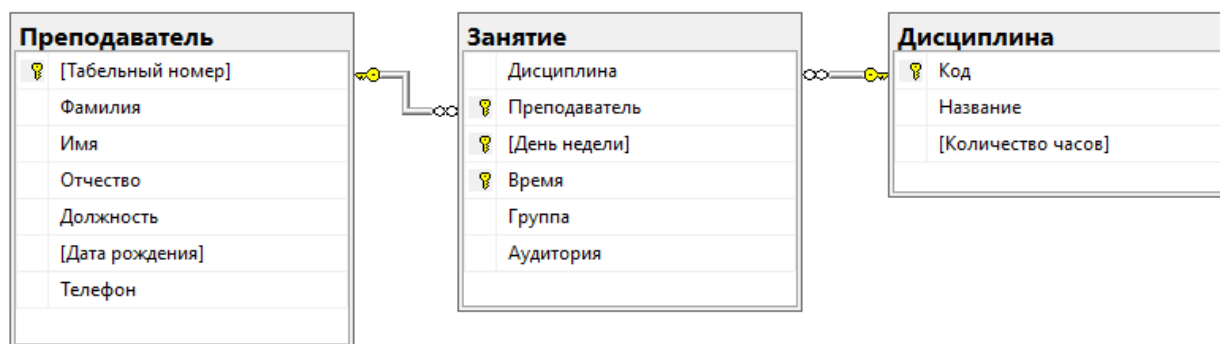 Преподаватель
[Табельный номер]
Фамилия
Имя
Отчество
Должность
[Дата рождения]
Телефон
Занятие
Дисциплина
Преподаватель
[День недели]
Время
Группа
Аудитория
Дисциплина
Код
Название
[Количество часов]